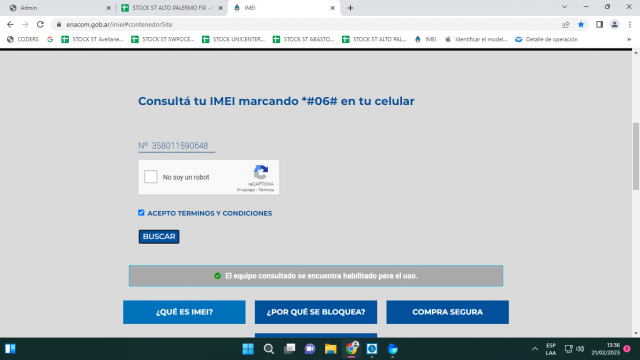 Admin
STOCK ST ALTO PALERMO FIX -
IMEI
enacom.gob.ar/imei#contenedorSite
CODERS
G
STOCK ST Avellane...
STOCK ST SWPOCE...
STOCK UNICENTER...
STOCK ST ABASTO...
STOCK ST ALTO PAL...
IMEI
Identificar el model...
Detalle de operación
Consultá tu IMEI marcando *#06# en tu celular
Nº 358011590648
No soy un robot
reCAPTCHA
Privacidad - Términos
ACEPTO TERMINOS Y CONDICIONES
BUSCAR
El equipo consultado se encuentra habilitado para el uso.
¿QUÉ ES IMEI?
¿POR QUÉ SE BLOQUEA?
COMPRA SEGURA
ESP
LAA
13:36
21/02/2023